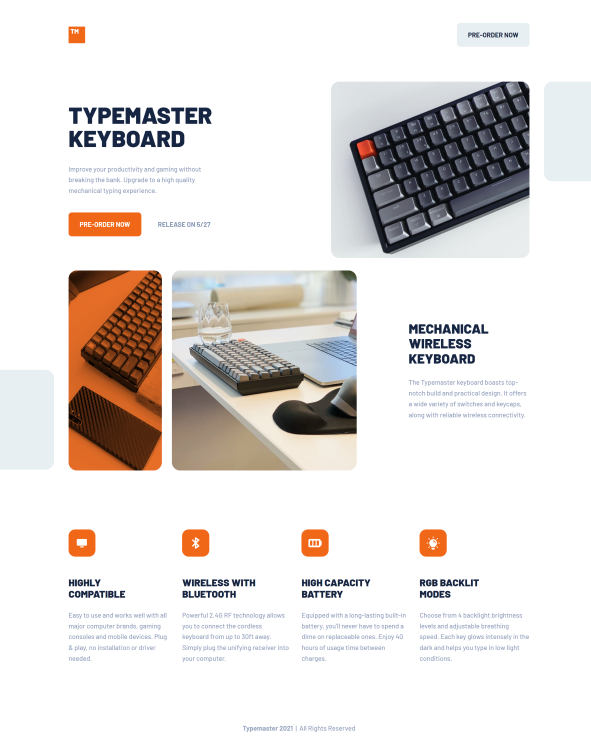 TM
PRE-ORDER NOW
TYPEMASTER
KEYBOARD
Improve your productivity and gaming without
breaking the bank. Upgrade to a high quality
mechanical typing experience.
PRE-ORDER NOW
RELEASE ON 5/27
MECHANICAL
WIRELESS
KEYBOARD
The Typemaster keyboard boasts top-
notch build and practical design. It offers
a wide variety of switches and keycaps,
along with reliable wireless connectivity.
HIGHLY
COMPATIBLE
Easy to use and works well with all
major computer brands, gaming
consoles and mobile devices. Plug
& play, no installation or driver
needed.
WIRELESS WITH
BLUETOOTH
Powerful 2.4G RF technology allows
you to connect the cordless
keyboard from up to 30ft away.
Simply plug the unifying receiver into
your computer.
HIGH CAPACITY
BATTERY
Equipped with a long-lasting built-in
battery, you'll never have to spend a
dime on replaceable ones. Enjoy 40
hours of usage time between
charges.
RGB BACKLIT
MODES
Choose from 4 backlight brightness
levels and adjustable breathing
speed. Each key glows intensely in the
dark and helps you type in low light
conditions.
Typemaster 2021 | All Rights Reserved